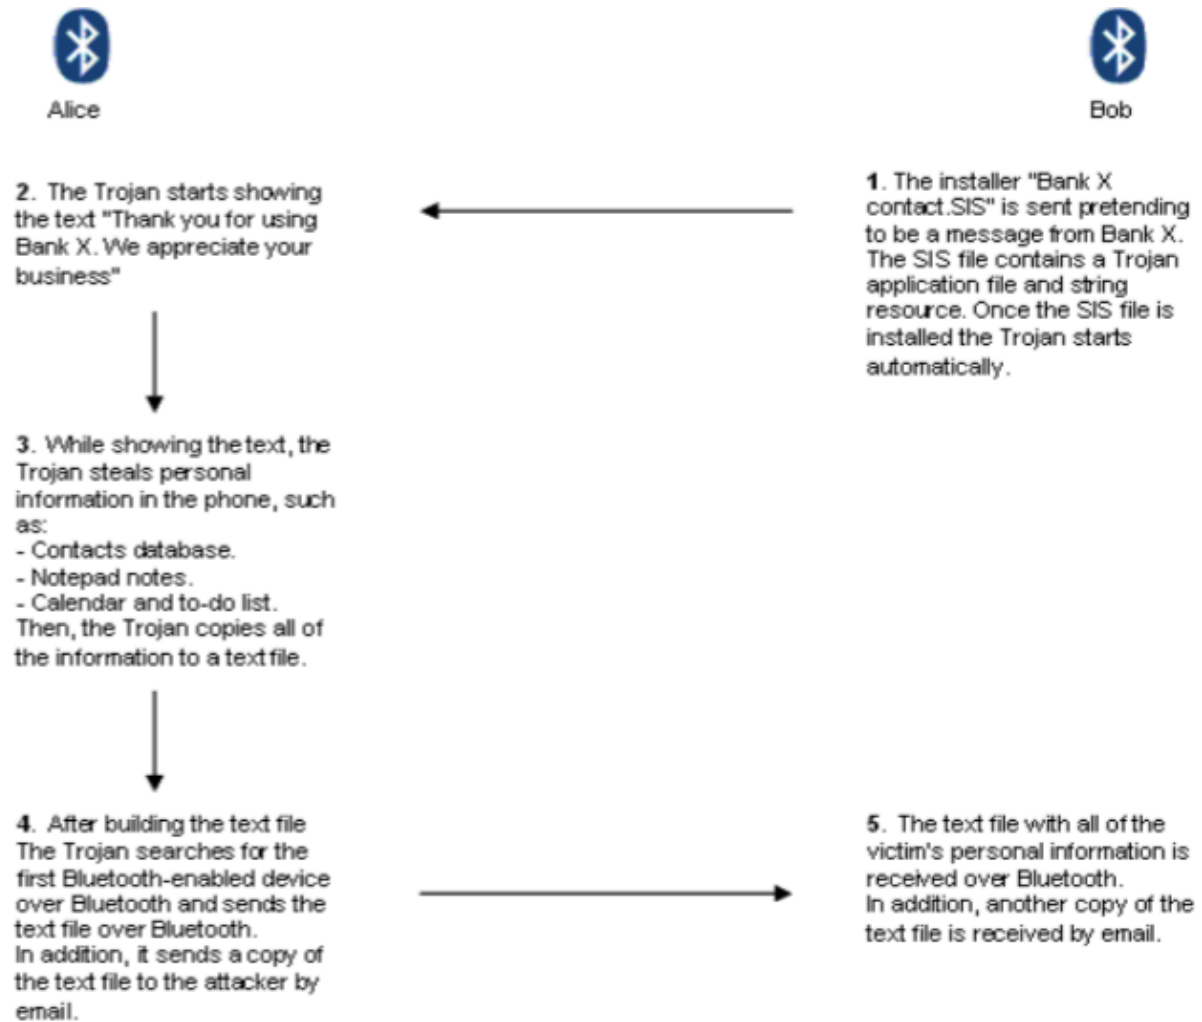 Alice
Bob
1. The installer "Bank X
contact.SIS" is sent pretending
to be a message from Bank X.
The SIS file contains a Trojan
application file and string
resource. Once the SIS file is
installed the Trojan starts
automatically.
2. The Trojan starts showing
the text "Thank you for using
Bank X. We appreciate your
business"
3. While showing the text, the
Trojan steals personal
information in the phone, such
as:
- Contacts database.
- Notepad notes.
- Calendar and to-do list.
Then, the Trojan copies all of
the information to a text file.
4. After building the text file
The Trojan searches for the
first Bluetooth-enabled device
over Bluetooth and sends the
text file over Bluetooth.
In addition, it sends a copy of
the text file to the attacker by
email.
5. The text file with all of the
victim's personal information is
received over Bluetooth.
In addition, another copy of the
text file is received by email.